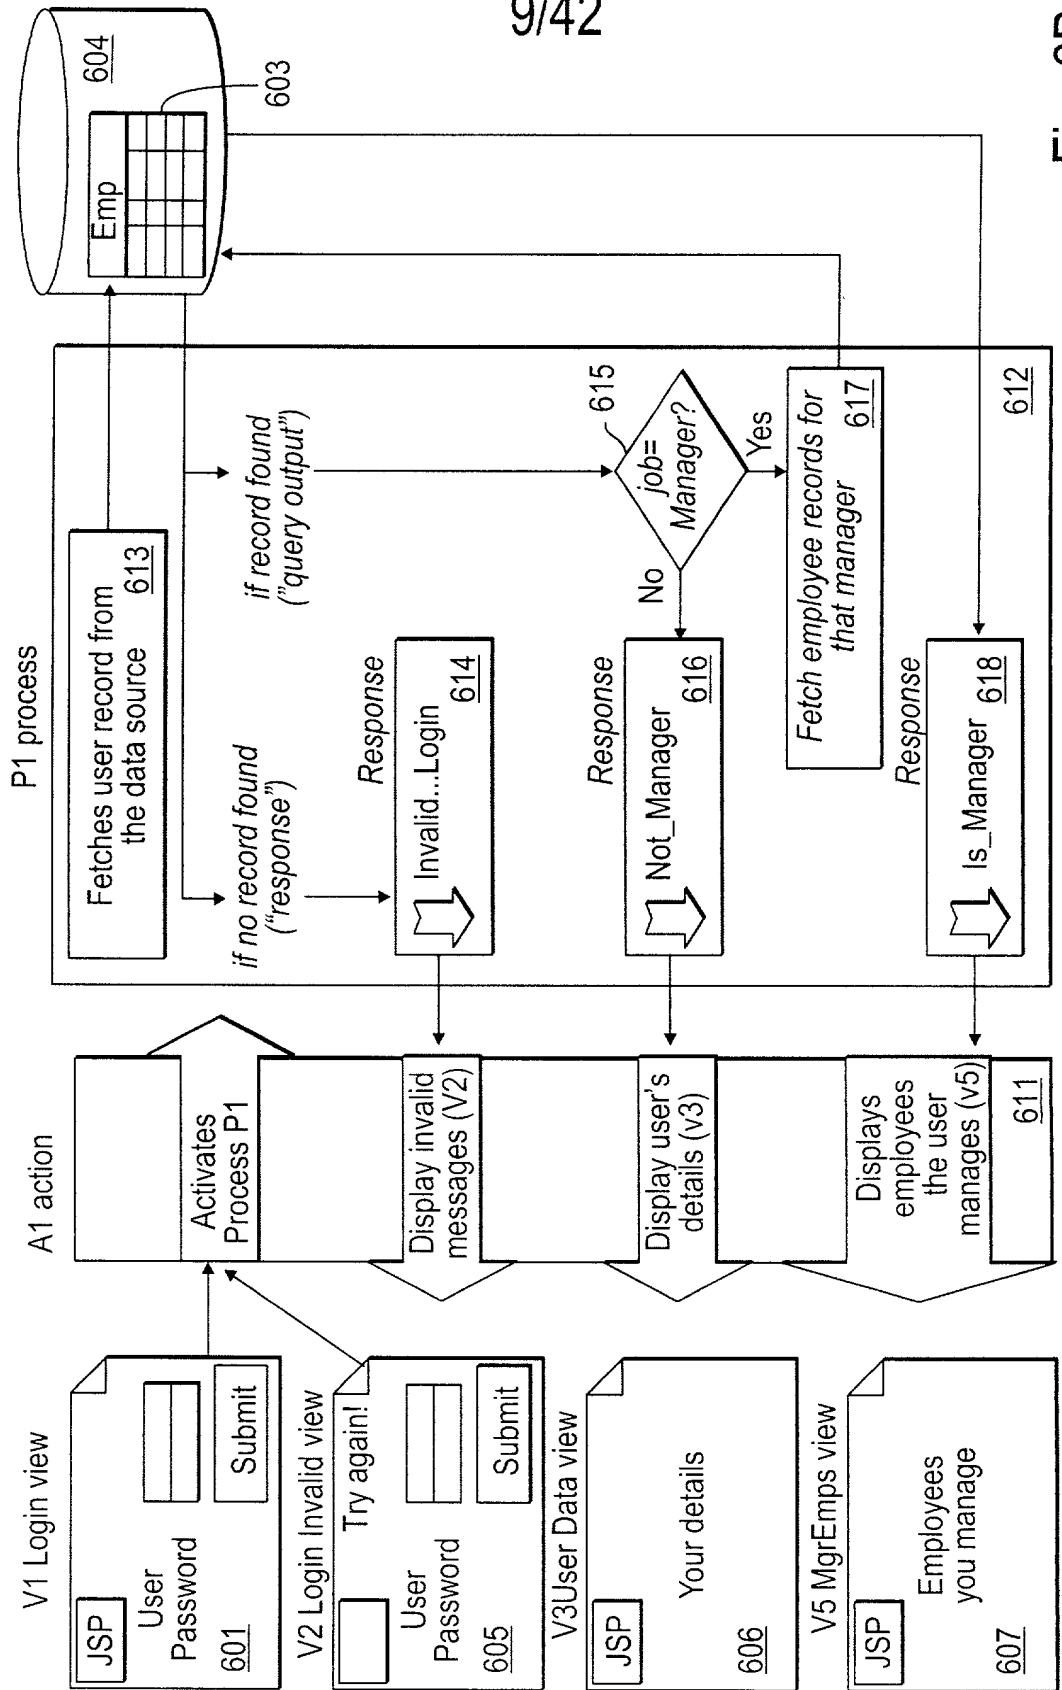 9/42
V1 Login view
JSP
User
Password
Submit
601
V2 Login Invalid view
Try again!
User
Password
Submit
605
V3User Data view
JSP
Your details
606
V5 MgrEmps view
JSP
Employees
you manage
607
A1 action
Activates
Process P1
Display invalid
messages (V2)
Display user's
details (v3)
Displays
employees
the user
manages (v5)
611
P1 process
Fetches user record from
the data source
613
if no record found
("response")
if record found
("query output")
Response
Invalid...Login
614
job=
Manager?
615
No
Yes
Response
Not_Manager
616
Fetch employee records for
that manager
617
Response
Is_Manager
618
612
Emp
604
603